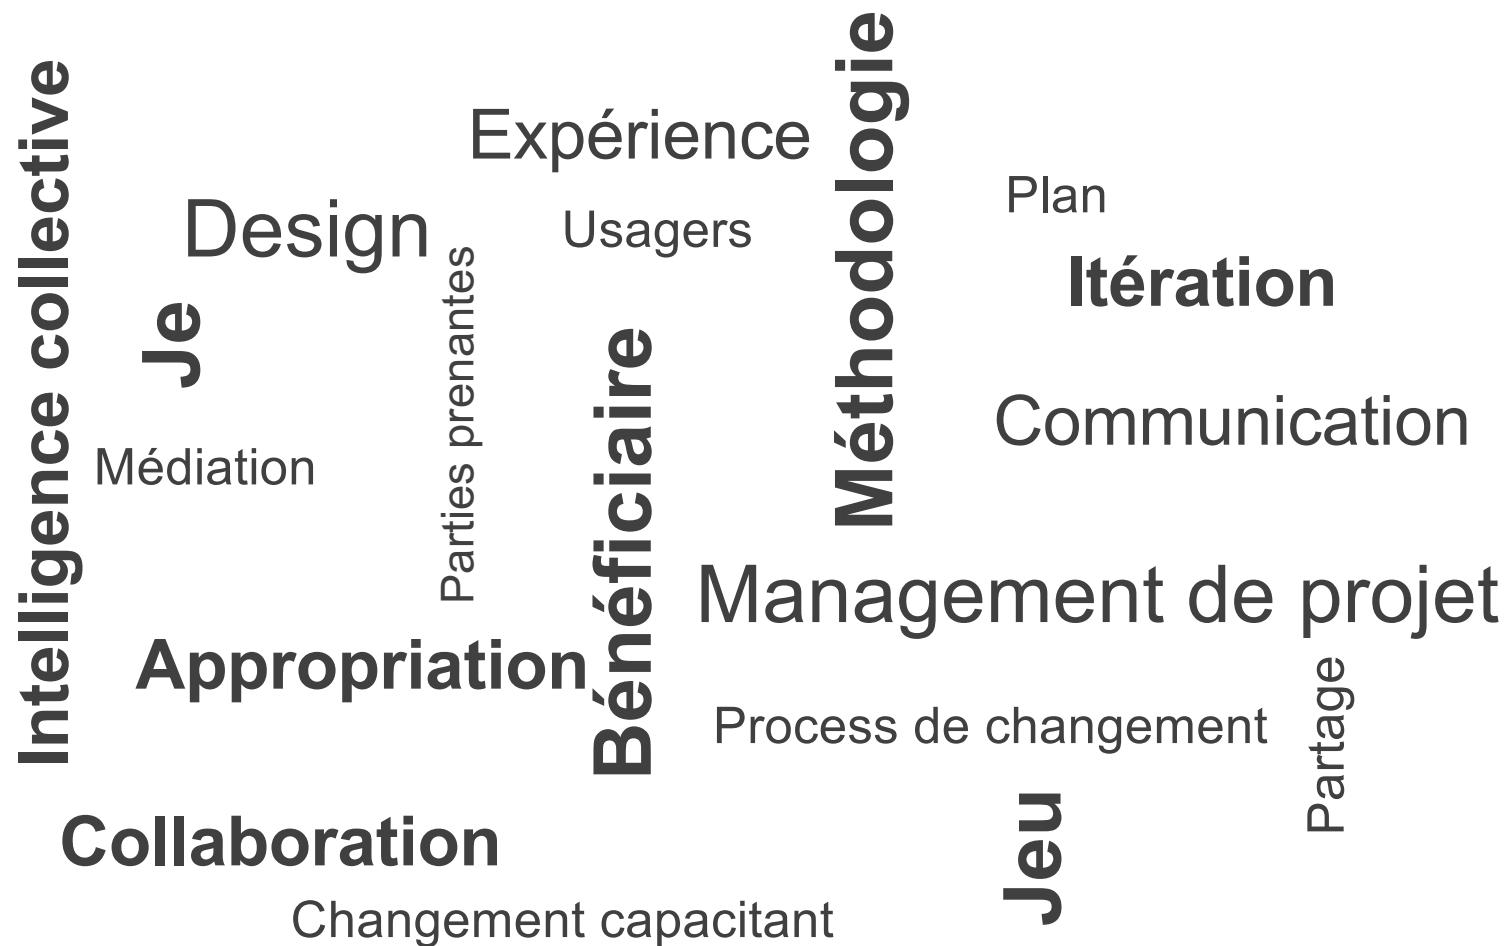 Intelligence collective
Expérience
Méthodologie
Plan
Design
Usagers
Itération
Je
Parties prenantes
Bénéficiaire
Communication
Médiation
Management de projet
Appropriation
Process de changement
Partage
Collaboration
Jeu
Changement capacitant